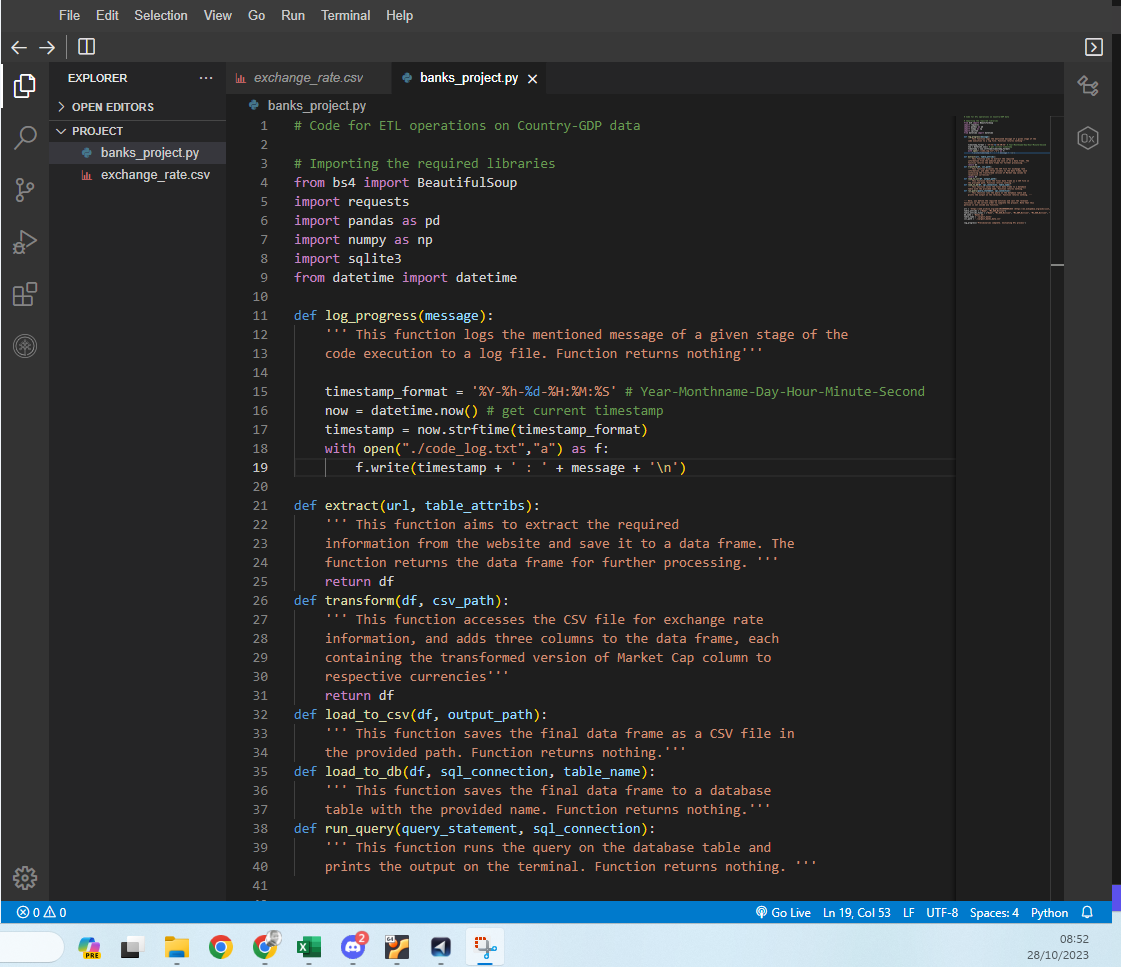 File Edit Selection View Go Run Terminal Help
EXPLORER ...
OPEN EDITORS
PROJECT
banks_project.py
exchange_rate.csv
exchange_rate.csv banks_project.py
banks_project.py
1 # Code for ETL operations on Country-GDP data
2
3 # Importing the required libraries
4 from bs4 import BeautifulSoup
5 import requests
6 import pandas as pd
7 import numpy as np
8 import sqlite3
9 from datetime import datetime
10
11 def log_progress(message):
12 ''' This function logs the mentioned message of a given stage of the
13 code execution to a log file. Function returns nothing'''
14
15 timestamp_format = '%Y-%h-%d-%H:%M:%S' # Year-Monthname-Day-Hour-Minute-Second
16 now = datetime.now() # get current timestamp
17 timestamp = now.strftime(timestamp_format)
18 with open("./code_log.txt","a") as f:
19 f.write(timestamp + ' : ' + message + '\n')
20
21 def extract(url, table_attribs):
22 ''' This function aims to extract the required
23 information from the website and save it to a data frame. The
24 function returns the data frame for further processing. '''
25 return df
26 def transform(df, csv_path):
27 ''' This function accesses the CSV file for exchange rate
28 information, and adds three columns to the data frame, each
29 containing the transformed version of Market Cap column to
30 respective currencies'''
31 return df
32 def load_to_csv(df, output_path):
33 ''' This function saves the final data frame as a CSV file in
34 the provided path. Function returns nothing.'''
35 def load_to_db(df, sql_connection, table_name):
36 ''' This function saves the final data frame to a database
37 table with the provided name. Function returns nothing.'''
38 def run_query(query_statement, sql_connection):
39 ''' This function runs the query on the database table and
40 prints the output on the terminal. Function returns nothing. '''
41
0 0 Go Live Ln 19, Col 53 LF UTF-8 Spaces: 4 Python
PRE
2
64
08:52
28/10/2023